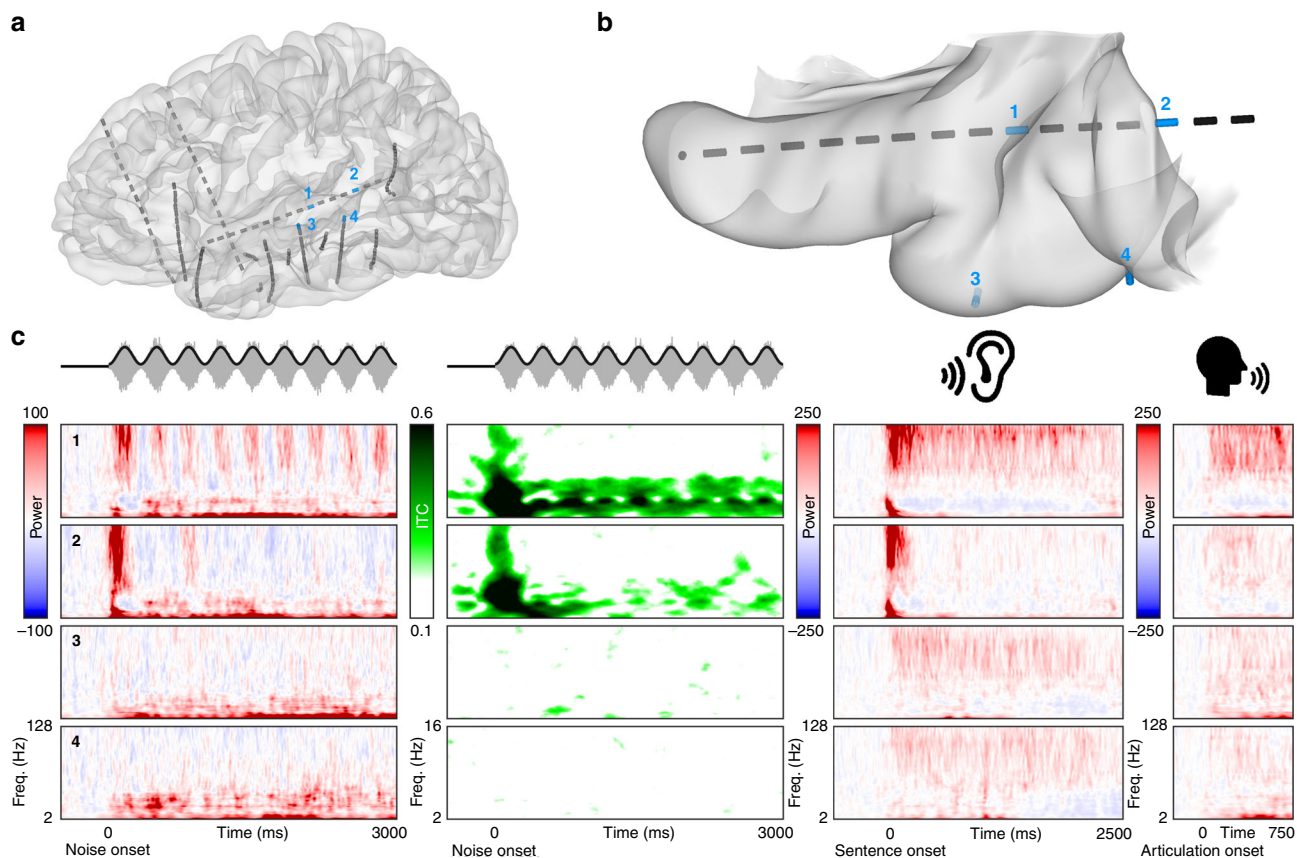 a
b
1
2
3
4
1
2
3
4
c
100
Power
−100
1
2
3
128
4
Freq. (Hz)
2
0
Time (ms)
3000
Noise onset
0.6
ITC
0.1
16
Freq. (Hz)
2
0
Time (ms)
3000
Noise onset
250
Power
−250
128
Freq. (Hz)
2
0
Time (ms)
2500
Sentence onset
250
Power
−250
128
Freq. (Hz)
2
0
Time
750
Articulation onset